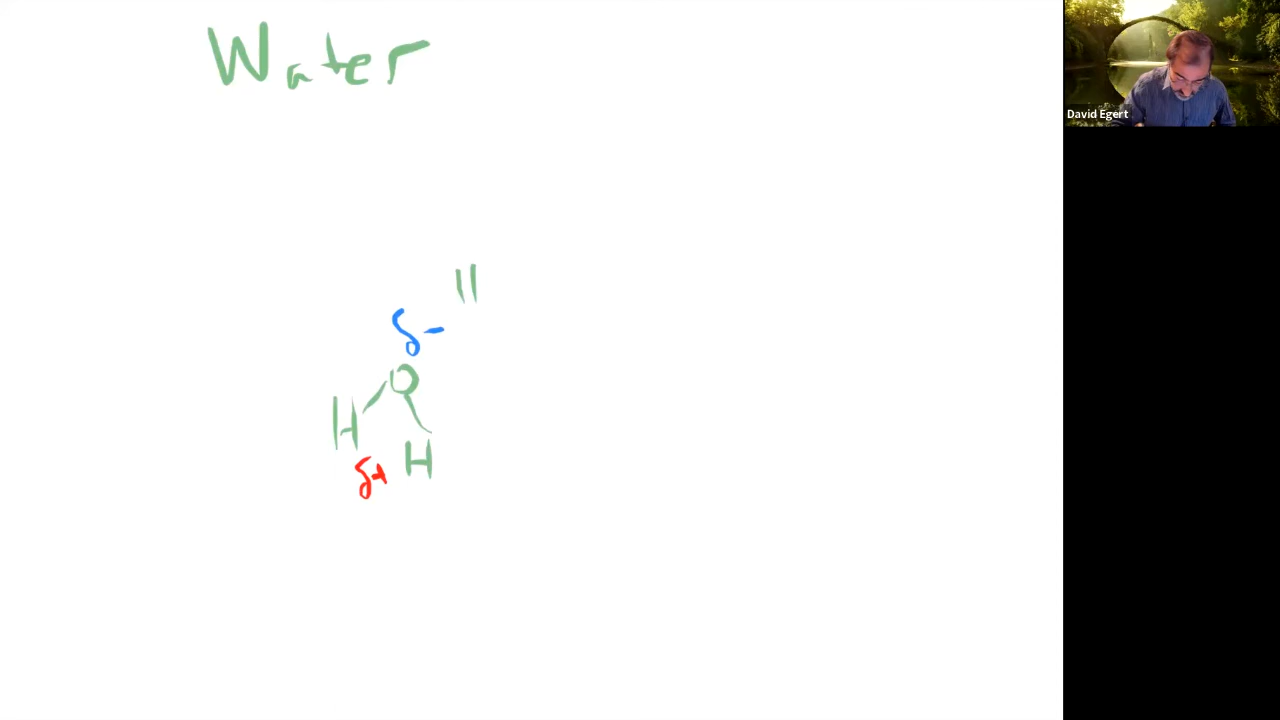 Water
David Egert
||
δ-
O
H
H
δ+